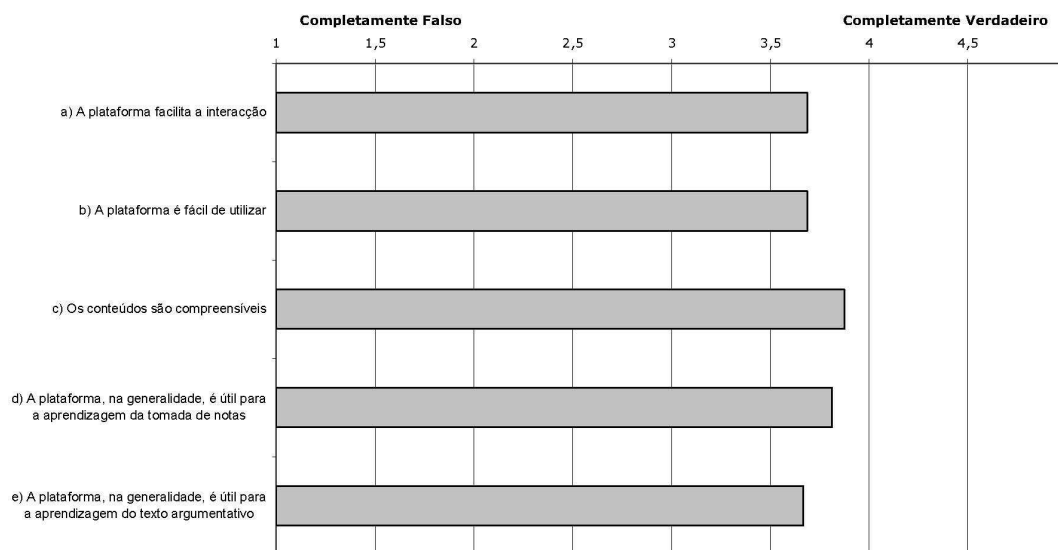 Completamente Falso Completamente Verdadeiro
1 1,5 2 2,5 3 3,5 4 4,5
a) A plataforma facilita a interacção
b) A plataforma é fácil de utilizar
c) Os conteúdos são compreensíveis
d) A plataforma, na generalidade, é útil para
a aprendizagem da tomada de notas
e) A plataforma, na generalidade, é útil para
a aprendizagem do texto argumentativo